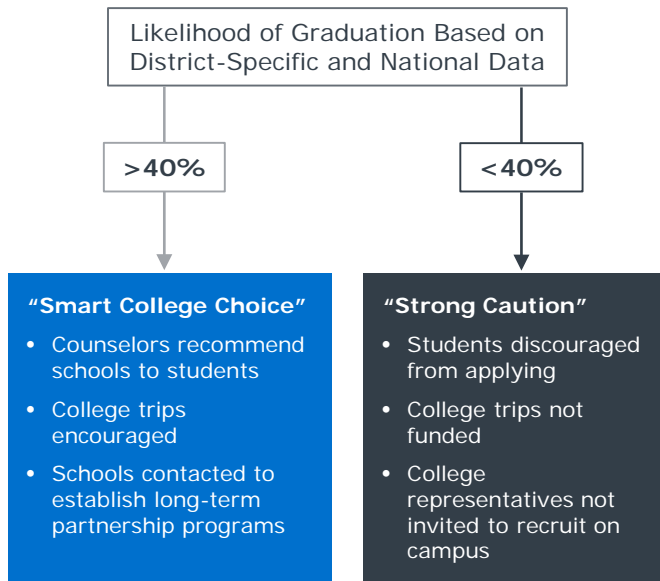 Likelihood of Graduation Based on
District-Specific and National Data
>40%
<40%
“Smart College Choice”
• Counselors recommend
schools to students
• College trips
encouraged
• Schools contacted to
establish long-term
partnership programs
“Strong Caution”
• Students discouraged
from applying
• College trips not
funded
• College
representatives not
invited to recruit on
campus